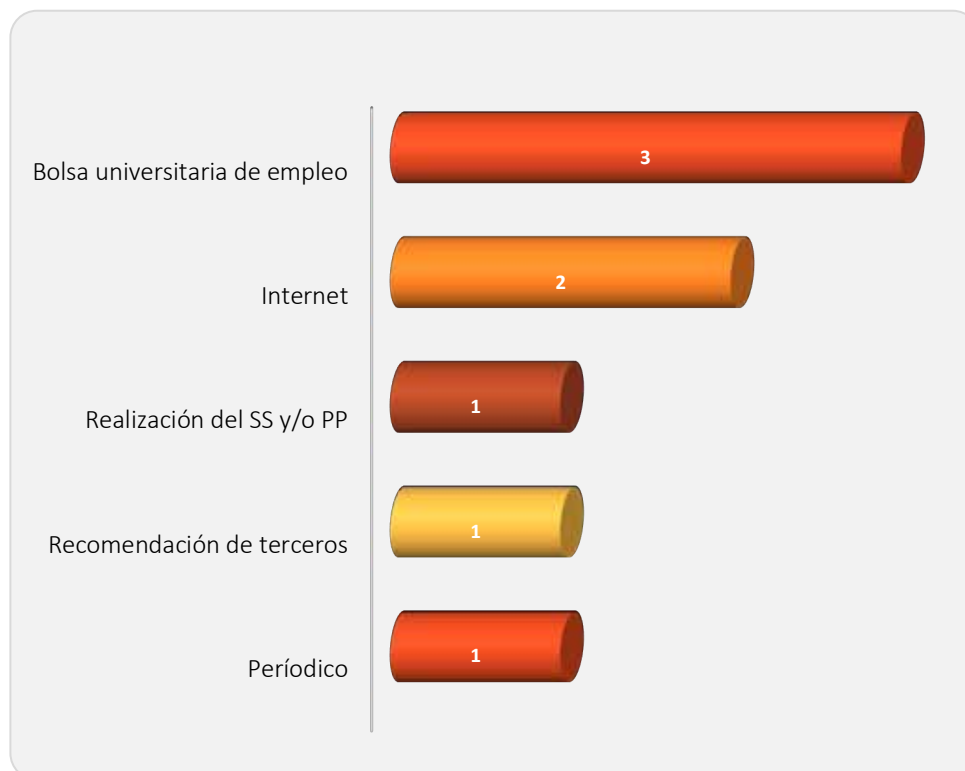 Bolsa universitaria de empleo
3
Internet
2
Realización del SS y/o PP
1
Recomendación de terceros
1
Períodico
1